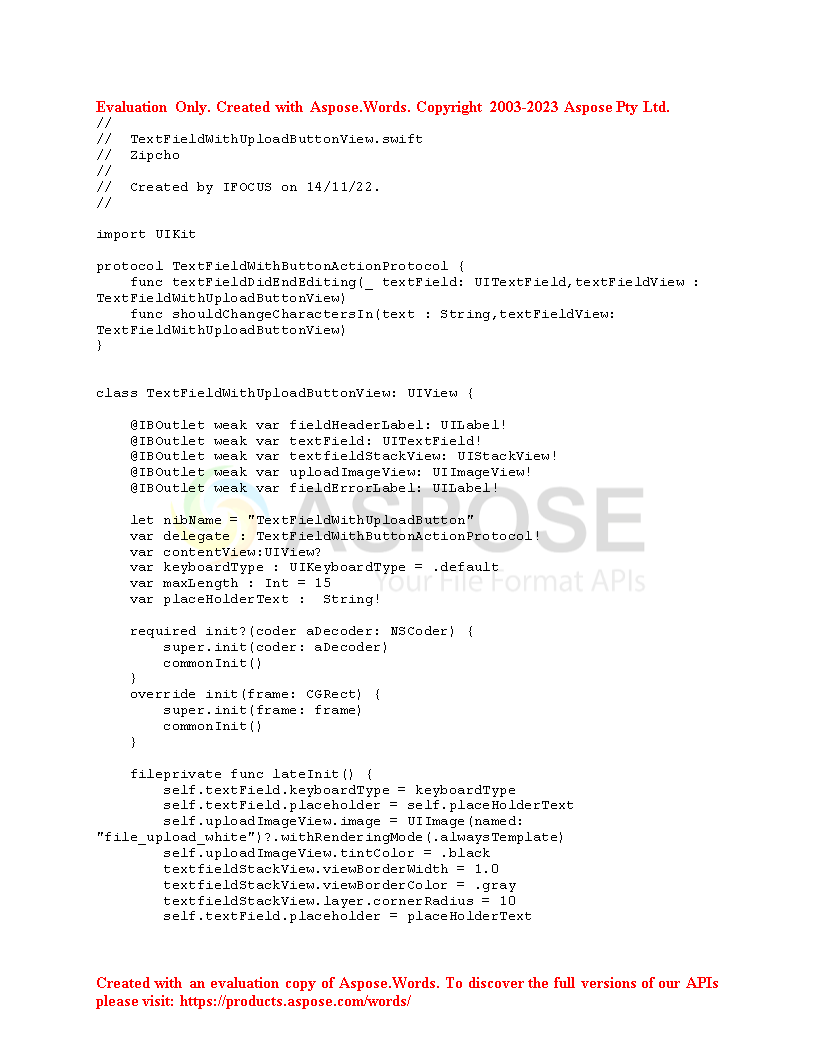 Evaluation Only. Created with Aspose.Words. Copyright 2003-2023 Aspose Pty Ltd.
//
//  TextFieldWithUploadButtonView.swift
//  Zipcho
//
//  Created by IFOCUS on 14/11/22.
//
import UIKit
protocol TextFieldWithButtonActionProtocol {
    func textFieldDidEndEditing(_ textField: UITextField,textFieldView :
TextFieldWithUploadButtonView)
    func shouldChangeCharactersIn(text : String,textFieldView:
TextFieldWithUploadButtonView)
}
class TextFieldWithUploadButtonView: UIView {
    @IBOutlet weak var fieldHeaderLabel: UILabel!
    @IBOutlet weak var textField: UITextField!
    @IBOutlet weak var textfieldStackView: UIStackView!
    @IBOutlet weak var uploadImageView: UIImageView!
    @IBOutlet weak var fieldErrorLabel: UILabel!
    let nibName = "TextFieldWithUploadButton"
    var delegate : TextFieldWithButtonActionProtocol!
    var contentView:UIView?
    var keyboardType : UIKeyboardType = .default
    var maxLength : Int = 15
    var placeHolderText :  String!
    required init?(coder aDecoder: NSCoder) {
        super.init(coder: aDecoder)
        commonInit()
    }
    override init(frame: CGRect) {
        super.init(frame: frame)
        commonInit()
    }
    fileprivate func lateInit() {
        self.textField.keyboardType = keyboardType
        self.textField.placeholder = self.placeHolderText
        self.uploadImageView.image = UIImage(named:
"file_upload_white")?.withRenderingMode(.alwaysTemplate)
        self.uploadImageView.tintColor = .black
        textfieldStackView.viewBorderWidth = 1.0
        textfieldStackView.viewBorderColor = .gray
        textfieldStackView.layer.cornerRadius = 10
        self.textField.placeholder = placeHolderText
ASPOSE
Your File Format APIs
Created with an evaluation copy of Aspose.Words. To discover the full versions of our APIs
please visit: https://products.aspose.com/words/